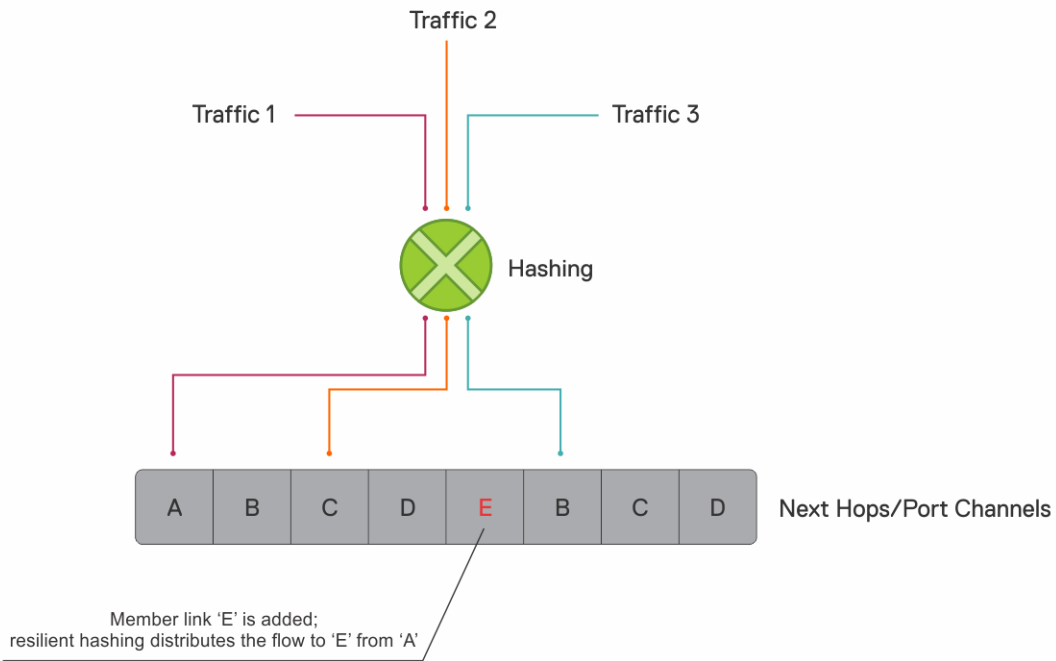 Traffic 2
Traffic 1
Traffic 3
Hashing
A B C D E B C D
Next Hops/Port Channels
Member link ‘E’ is added;
resilient hashing distributes the flow to ‘E’ from ‘A’